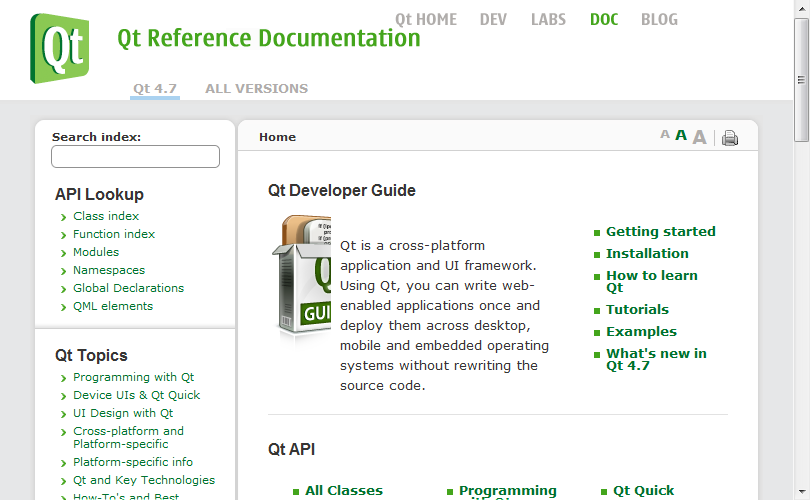 Qt
Qt Reference Documentation
Qt HOME DEV LABS DOC BLOG
Qt 4.7 ALL VERSIONS
Search index:
API Lookup
Class index
Function index
Modules
Namespaces
Global Declarations
QML elements
Qt Topics
Programming with Qt
Device UIs & Qt Quick
UI Design with Qt
Cross-platform and
Platform-specific
Platform-specific info
Qt and Key Technologies
How-To's and Best
Home
A A A
Qt Developer Guide
Qt is a cross-platform
application and UI framework.
Using Qt, you can write web-
enabled applications once and
deploy them across desktop,
mobile and embedded operating
systems without rewriting the
source code.
Getting started
Installation
How to learn
Qt
Tutorials
Examples
What's new in
Qt 4.7
Qt API
All Classes
Programming
with Qt
Qt Quick